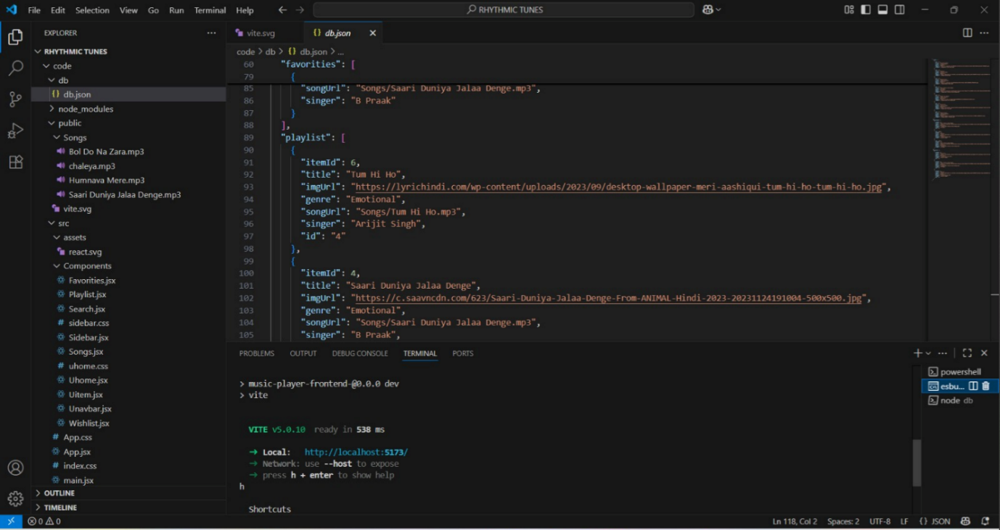 File Edit Selection View Go Run Terminal Help
RHYTHMIC TUNES
EXPLORER
RHYTHMIC TUNES
code
db
{} db.json
node_modules
public
Songs
Bol Do Na Zara.mp3
chaleya.mp3
Humnava Mere.mp3
Saari Duniya Jalaa Denge.mp3
vite.svg
src
assets
react.svg
Components
Favorities.jsx
Playlist.jsx
Search.jsx
# sidebar.css
Sidebar.jsx
Songs.jsx
# uhome.css
Uhome.jsx
Uitem.jsx
Unavbar.jsx
Wishlist.jsx
# App.css
App.jsx
# index.css
main.jsx
OUTLINE
TIMELINE
vite.svg {} db.json
code > db > {} db.json > ...
60 "favorities": [
79 {
85 "songUrl": "Songs/Saari Duniya Jalaa Denge.mp3",
86 "singer": "B Praak"
87 }
88 ],
89 "playlist": [
90 {
91 "itemId": 6,
92 "title": "Tum Hi Ho",
93 "imgUrl": "https://lyrichindi.com/wp-content/uploads/2023/09/desktop-wallpaper-meri-aashiqui-tum-hi-ho-tum-hi-ho.jpg",
94 "genre": "Emotional",
95 "songUrl": "Songs/Tum Hi Ho.mp3",
96 "singer": "Arijit Singh",
97 "id": "4"
98 },
99 {
100 "itemId": 4,
101 "title": "Saari Duniya Jalaa Denge",
102 "imgUrl": "https://c.saavncdn.com/623/Saari-Duniya-Jalaa-Denge-From-ANIMAL-Hindi-2023-20231124191004-500x500.jpg",
103 "genre": "Emotional",
104 "songUrl": "Songs/Saari Duniya Jalaa Denge.mp3",
105 "singer": "B Praak",
PROBLEMS OUTPUT DEBUG CONSOLE TERMINAL PORTS
> music-player-frontend-@0.0.0 dev
> vite
VITE v5.0.10 ready in 538 ms
→ Local: http://localhost:5173/
→ Network: use --host to expose
→ press h + enter to show help
h
Shortcuts
powershell
esbu...
node db
0 0
Ln 118, Col 2 Spaces: 2 UTF-8 LF {} JSON